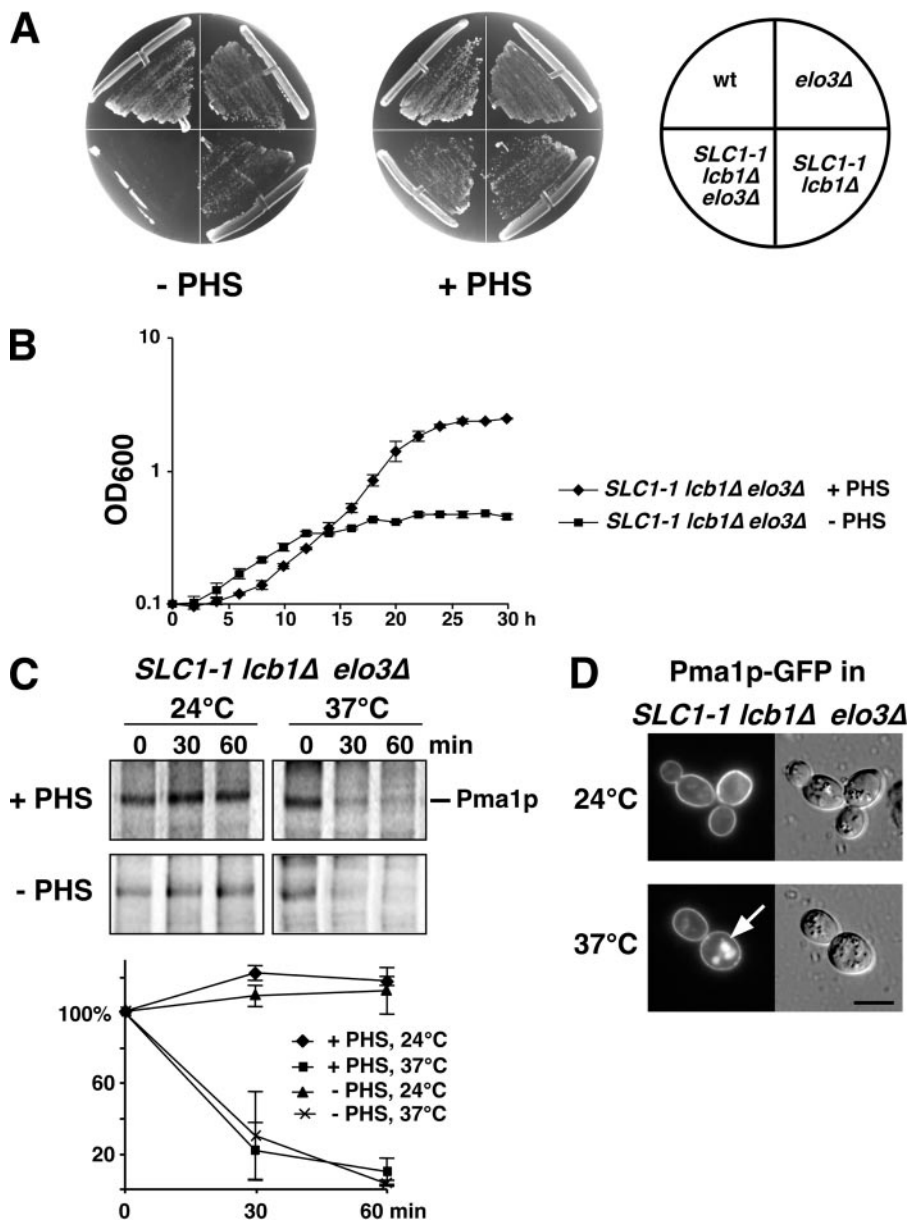 A
wt
elo3Δ
SLC1-1
lcb1Δ
elo3Δ
SLC1-1
lcb1Δ
- PHS
+ PHS
B
10
1
0.1
OD600
0 5 10 15 20 25 30 h
SLC1-1 lcb1Δ elo3Δ + PHS
SLC1-1 lcb1Δ elo3Δ - PHS
C
SLC1-1 lcb1Δ elo3Δ
24°C 37°C
0 30 60 0 30 60 min
+ PHS
Pma1p
- PHS
100%
60
20
+ PHS, 24°C
+ PHS, 37°C
- PHS, 24°C
- PHS, 37°C
0 30 60 min
D
Pma1p-GFP in
SLC1-1 lcb1Δ elo3Δ
24°C
37°C